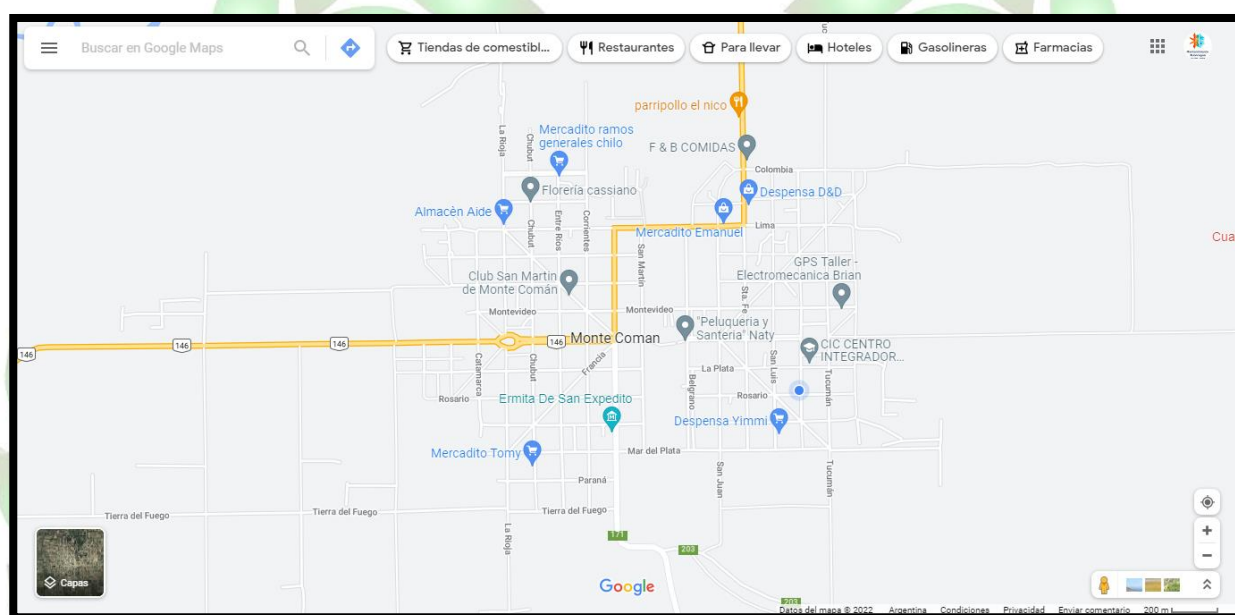 Buscar en Google Maps
Tiendas de comestibl...
Restaurantes
Para llevar
Hoteles
Gasolineras
Farmacias
parripollo el nico
Mercadito ramos
generales chilo
F & B COMIDAS
La Rioja
Chubut
Colombia
Florería cassiano
Despensa D&D
Almacèn Aide
Chubut
Entre Ríos
Corrientes
Mercadito Emanuel
Lima
San Martín
Cua
GPS Taller -
Electromecanica Brian
Club San Martin
de Monte Comán
Sta. Fe
Montevideo
Montevideo
"Peluqueria y
Santeria" Naty
146
146
146
146
Monte Coman
CIC CENTRO
INTEGRADOR...
Catamarca
Chubut
Francia
La Plata
San Luis
Tucumán
Belgrano
Rosario
Rosario
Ermita De San Expedito
Despensa Yimmi
Mercadito Tomy
Mar del Plata
San Juan
Tucumán
Paraná
Tierra del Fuego
Tierra del Fuego
Tierra del Fuego
La Rioja
171
203
203
Capas
Google
Datos del mapa © 2022
Argentina
Condiciones
Privacidad
Enviar comentario
200 m